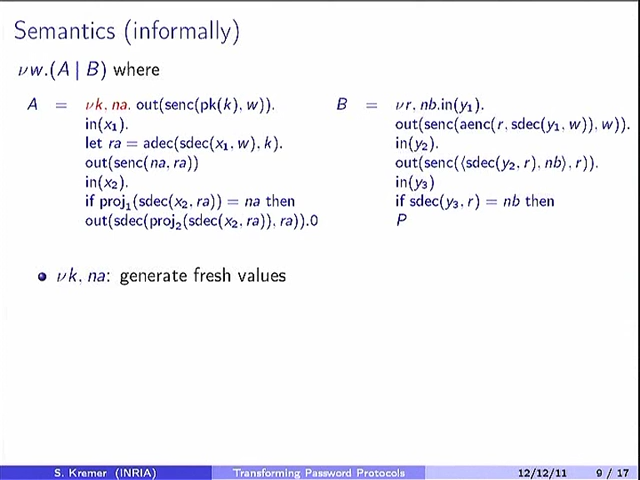 Semantics (informally)
νw.(A | B) where
A = νk, na. out(senc(pk(k), w)).
in(x₁).
let ra = adec(sdec(x₁, w), k).
out(senc(na, ra))
in(x₂).
if proj₁(sdec(x₂, ra)) = na then
out(sdec(proj₂(sdec(x₂, ra)), ra)).0
B = νr, nb.in(y₁).
out(senc(aenc(r, sdec(y₁, w)), w)).
in(y₂).
out(senc(⟨sdec(y₂, r), nb⟩, r)).
in(y₃)
if sdec(y₃, r) = nb then
P
νk, na: generate fresh values
S. Kremer (INRIA) Transforming Password Protocols 12/12/11 9 / 17